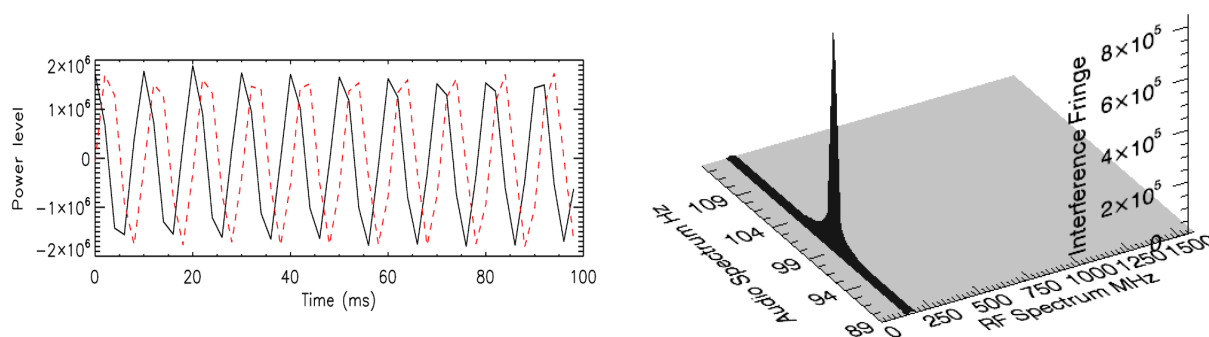 2×10⁶
1×10⁶
0
−1×10⁶
−2×10⁶
Power level
0 20 40 60 80 100
Time (ms)
8×10⁵
6×10⁵
4×10⁵
2×10⁵
0
Interference Fringe
109
104
99
94
89
Audio Spectrum Hz
0 250 500 750 1000 1250 1500
RF Spectrum MHz